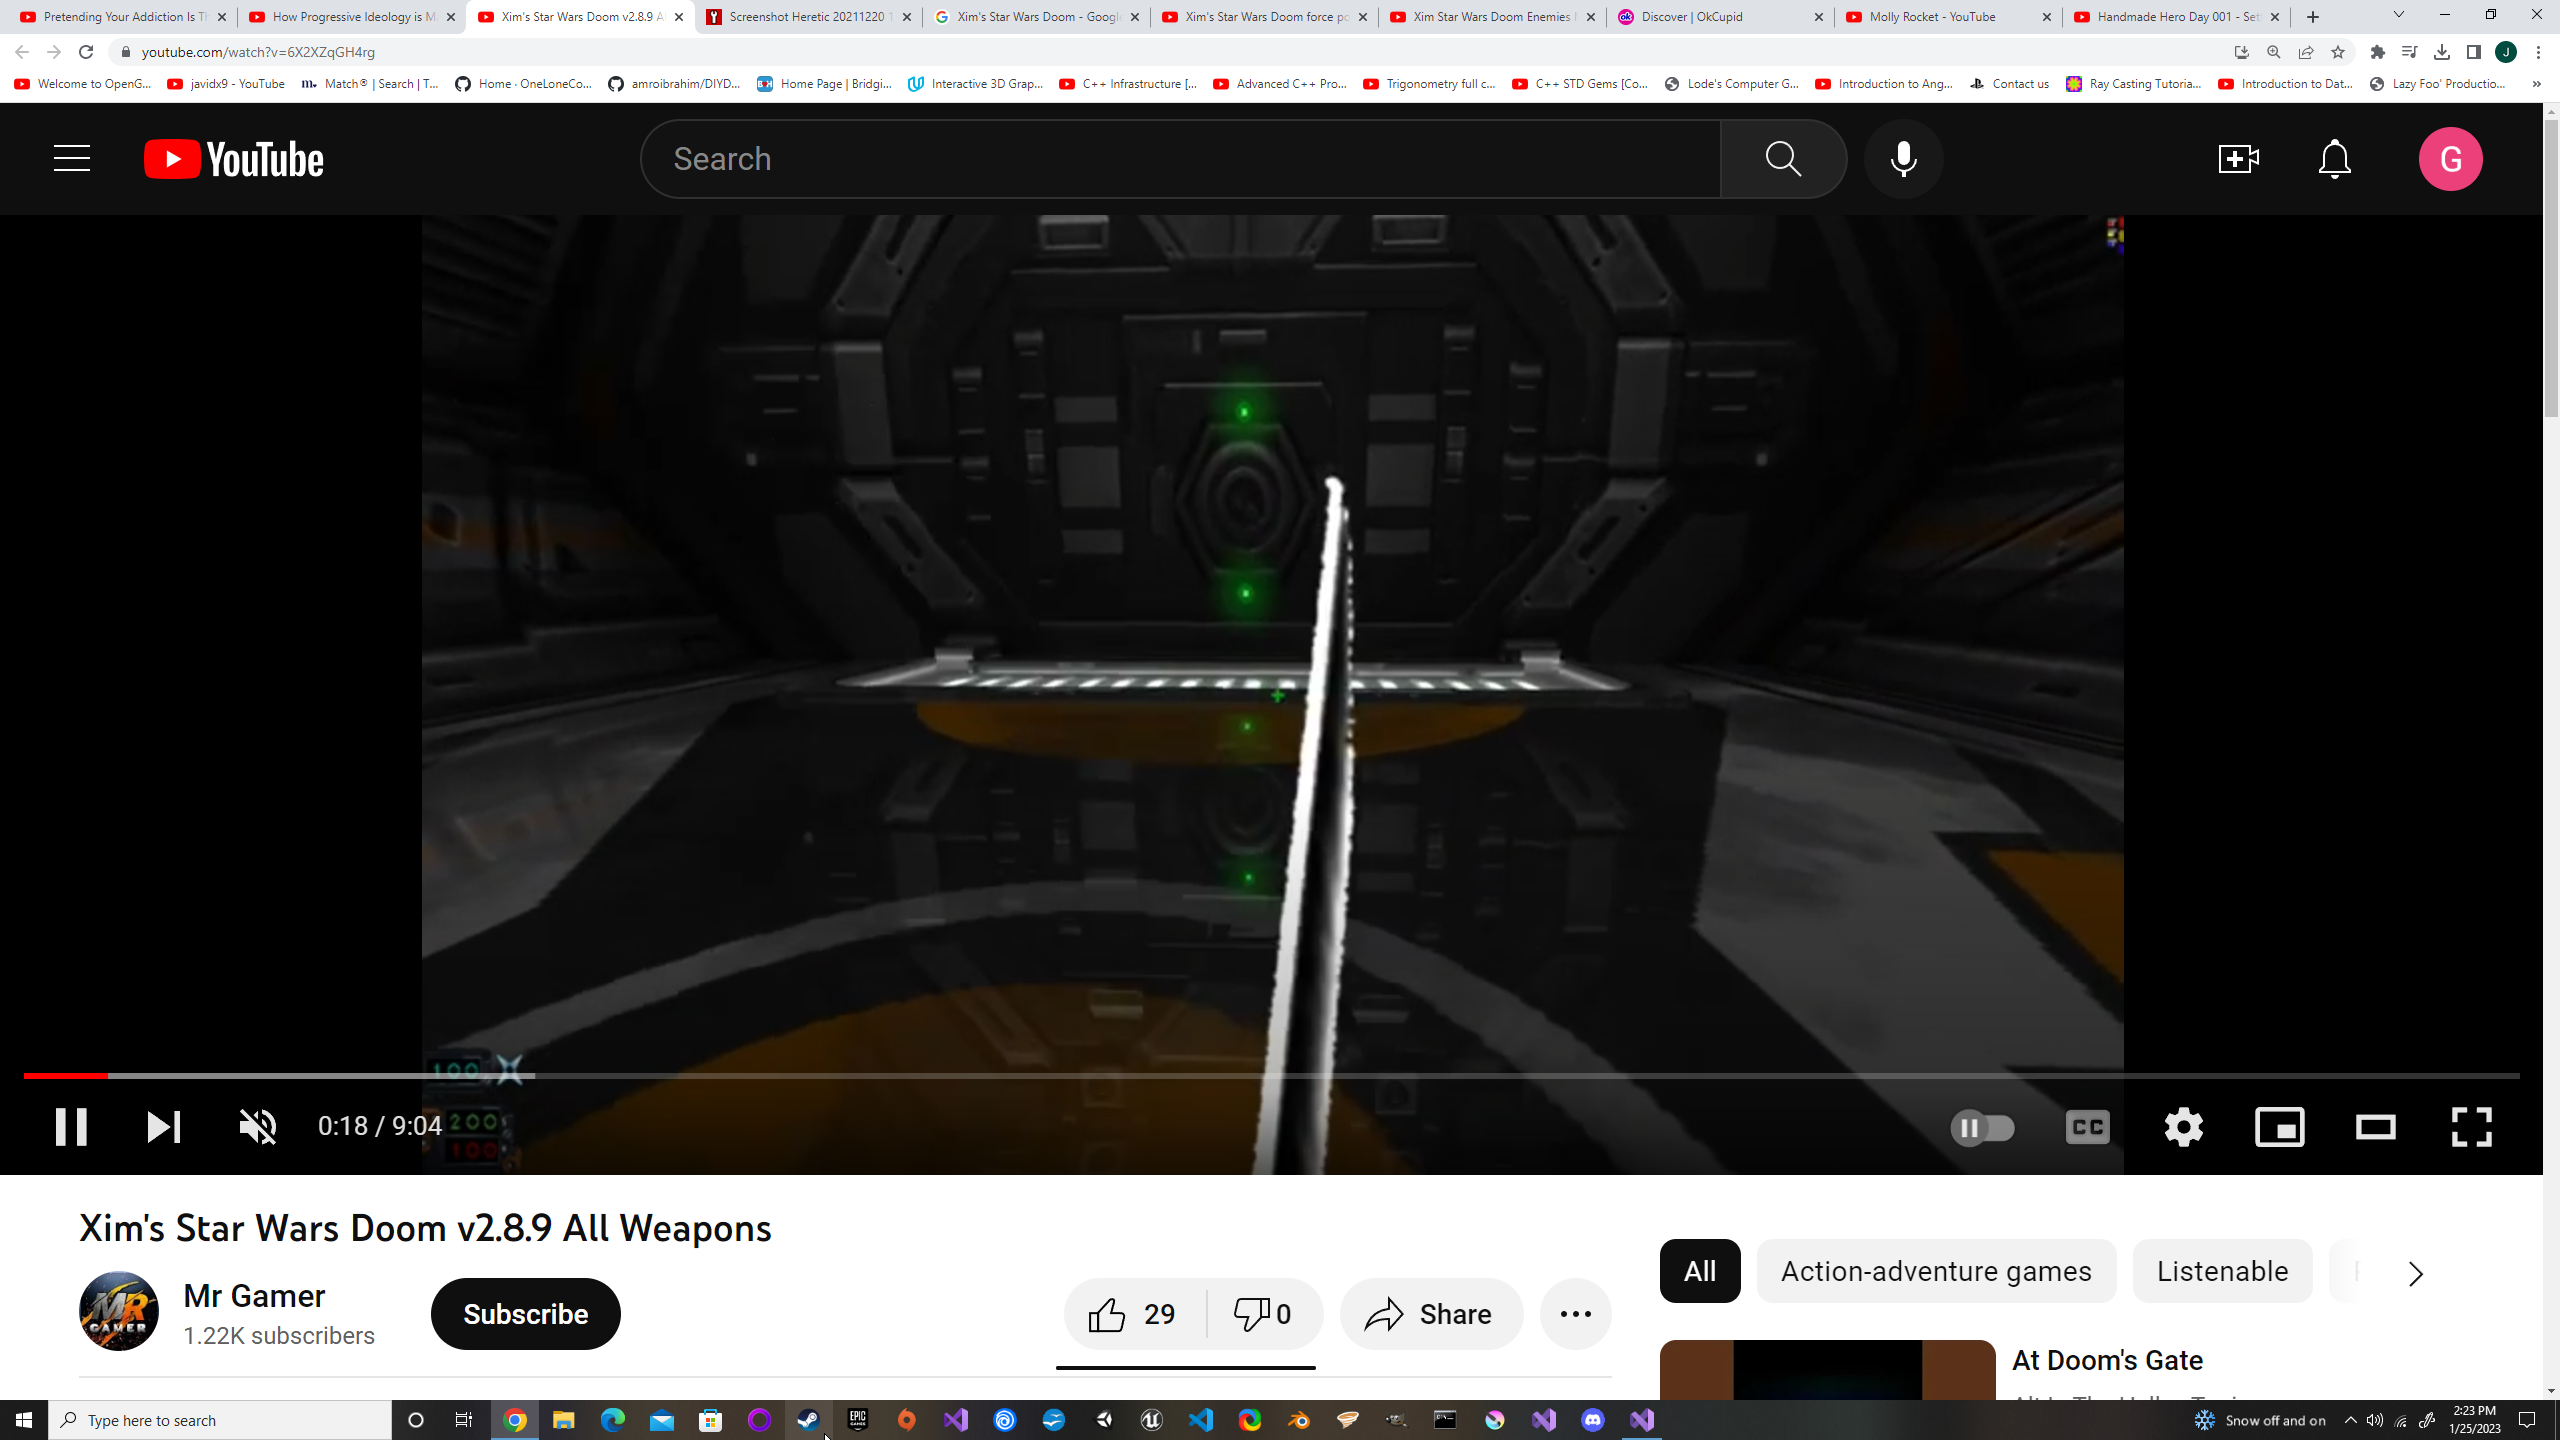 Pretending Your Addiction Is Th
How Progressive Ideology is M
Xim's Star Wars Doom v2.8.9 A
Screenshot Heretic 20211220 1
Xim's Star Wars Doom - Google
Xim's Star Wars Doom force po
Xim Star Wars Doom Enemies
Discover | OkCupid
Molly Rocket - YouTube
Handmade Hero Day 001 - Set
youtube.com/watch?v=6X2XZqGH4rg
J
Welcome to OpenG...
javidx9 - YouTube
Match® | Search | T...
Home · OneLoneCo...
amroibrahim/DIYD...
Home Page | Bridgi...
Interactive 3D Grap...
C++ Infrastructure [...
Advanced C++ Pro...
Trigonometry full c...
C++ STD Gems [Co...
Lode's Computer G...
Introduction to Ang...
Contact us
Ray Casting Tutoria...
Introduction to Dat...
Lazy Foo' Productio...
»
YouTube
Search
G
100
200
100
0:18 / 9:04
CC
Xim's Star Wars Doom v2.8.9 All Weapons
Mr Gamer
1.22K subscribers
Subscribe
29
0
Share
All
Action-adventure games
Listenable
At Doom's Gate
Type here to search
Snow off and on
2:23 PM
1/25/2023